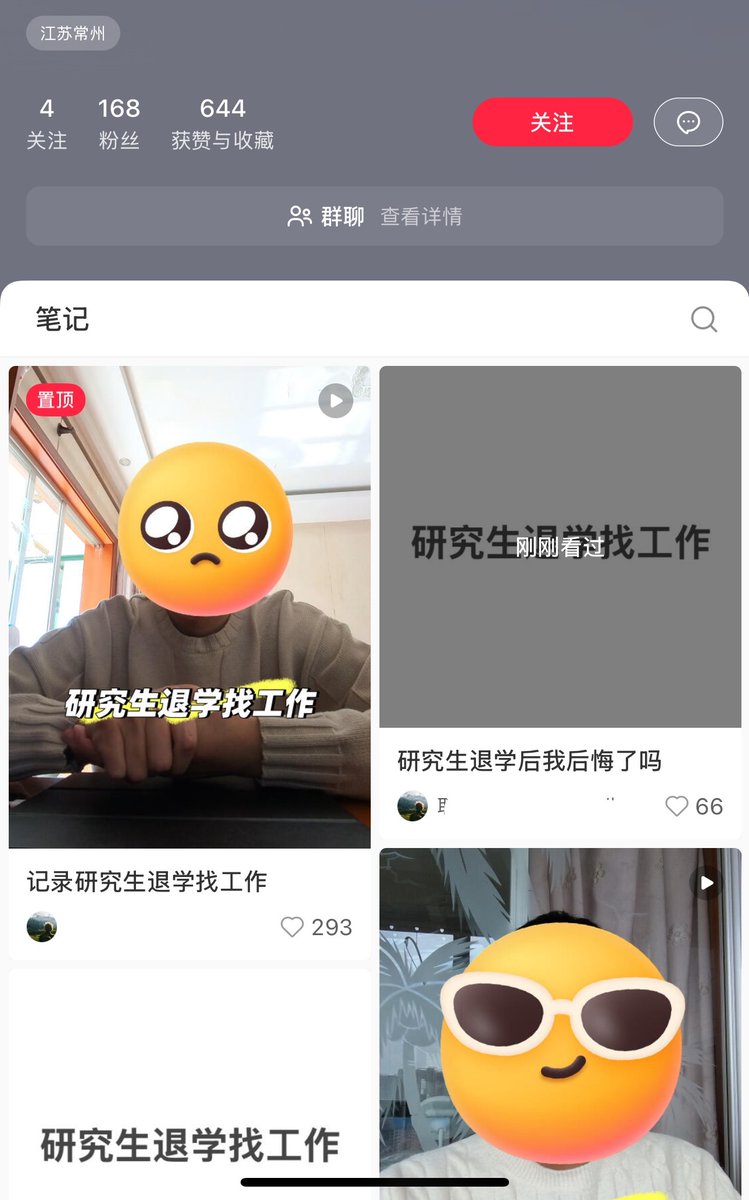 江苏常州
4 168 644
关注 粉丝 获赞与收藏
关注
群聊 查看详情
笔记
置顶
研究生退学找工作
记录研究生退学找工作
293
研究生退学找工作
刚刚看过
研究生退学后我后悔了吗
66
研究生退学找工作